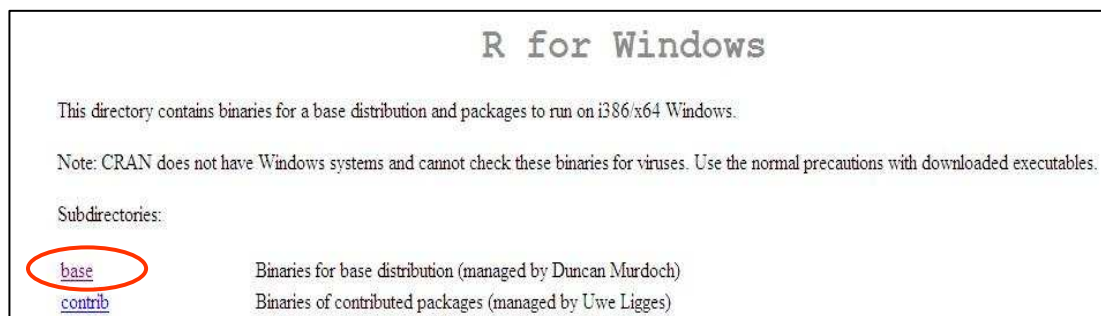 R for Windows
This directory contains binaries for a base distribution and packages to run on i386/x64 Windows.
Note: CRAN does not have Windows systems and cannot check these binaries for viruses. Use the normal precautions with downloaded executables.
Subdirectories:
base Binaries for base distribution (managed by Duncan Murdoch)
contrib Binaries of contributed packages (managed by Uwe Ligges)